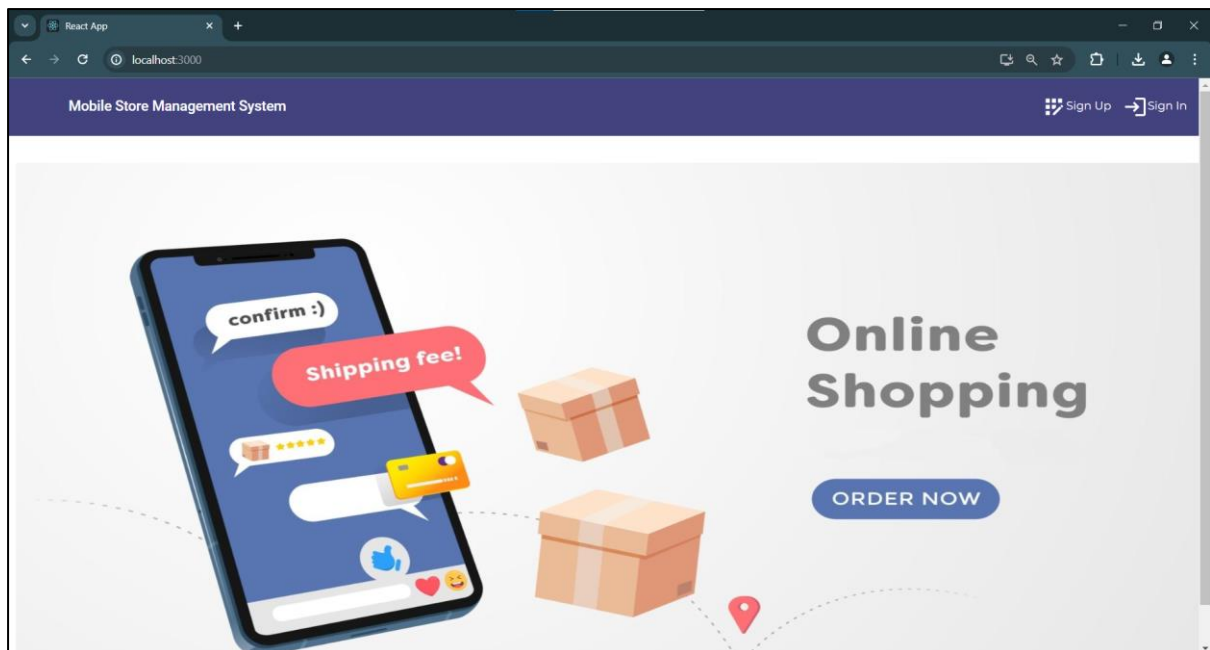 React App
localhost:3000
Mobile Store Management System
Sign Up
Sign In
confirm :)
Shipping fee!
Online
Shopping
ORDER NOW